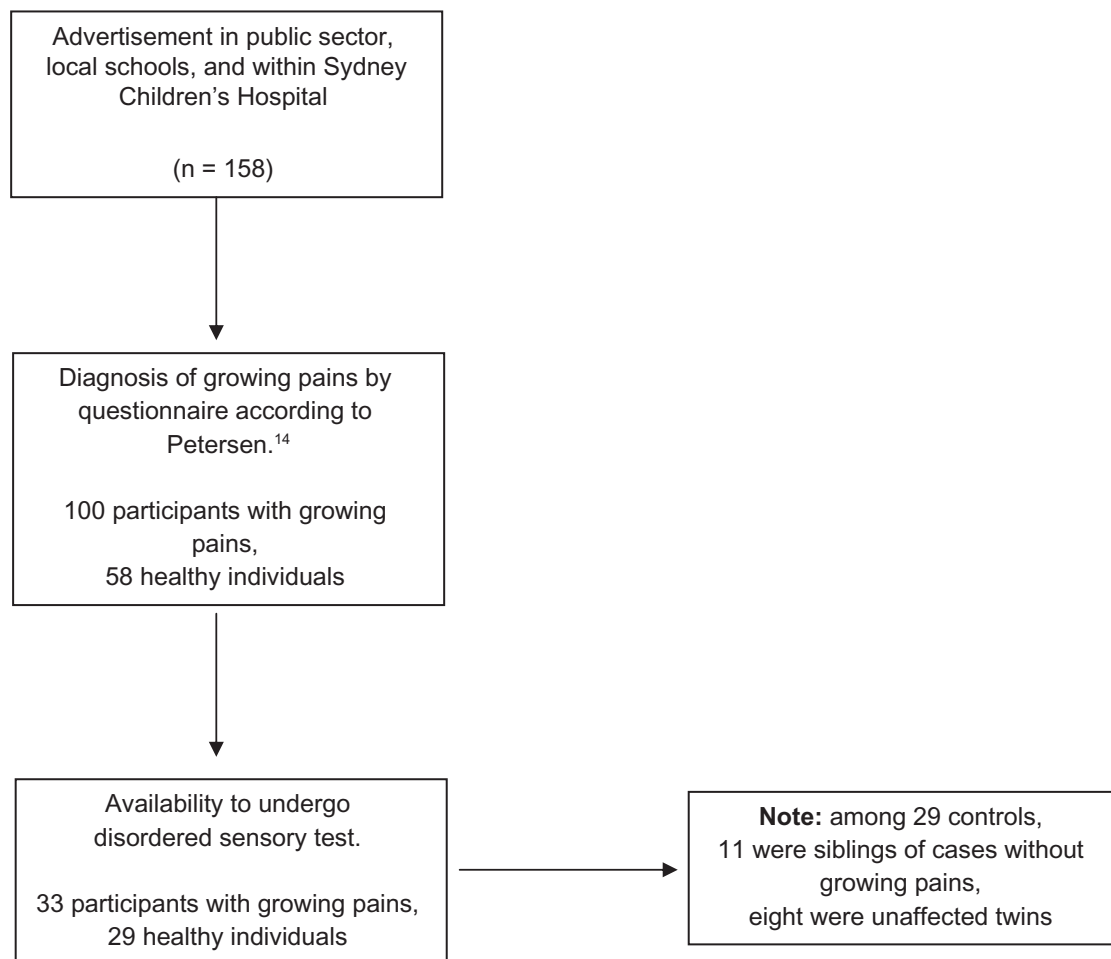 Advertisement in public sector,
local schools, and within Sydney
Children’s Hospital
(n = 158)
Diagnosis of growing pains by
questionnaire according to
Petersen.14
100 participants with growing
pains,
58 healthy individuals
Availability to undergo
disordered sensory test.
33 participants with growing pains,
29 healthy individuals
Note: among 29 controls,
11 were siblings of cases without
growing pains,
eight were unaffected twins